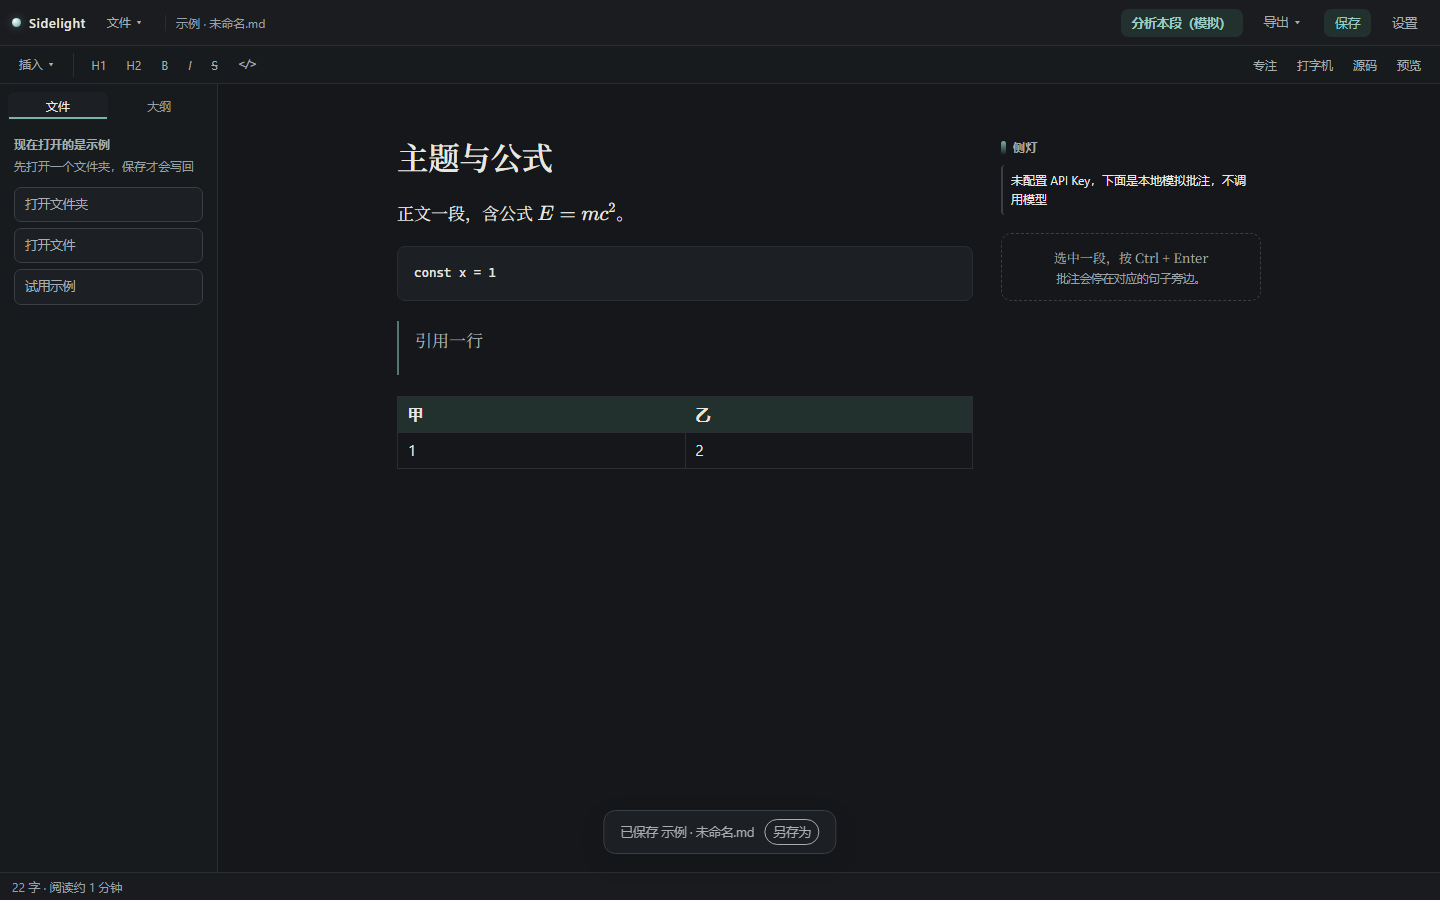 Sidelight
文件
示例 · 未命名.md
分析本段（模拟）
导出
保存
设置
插入
H1
H2
B
I
S
</>
专注
打字机
源码
预览
文件
大纲
现在打开的是示例
先打开一个文件夹，保存才会写回
打开文件夹
打开文件
试用示例
主题与公式
正文一段，含公式 E = mc²。
const x = 1
引用一行
甲 乙
1 2
侧灯
未配置 API Key，下面是本地模拟批注，不调
用模型
选中一段，按 Ctrl + Enter
批注会停在对应的句子旁边。
已保存 示例 · 未命名.md
另存为
22 字 · 阅读约 1 分钟